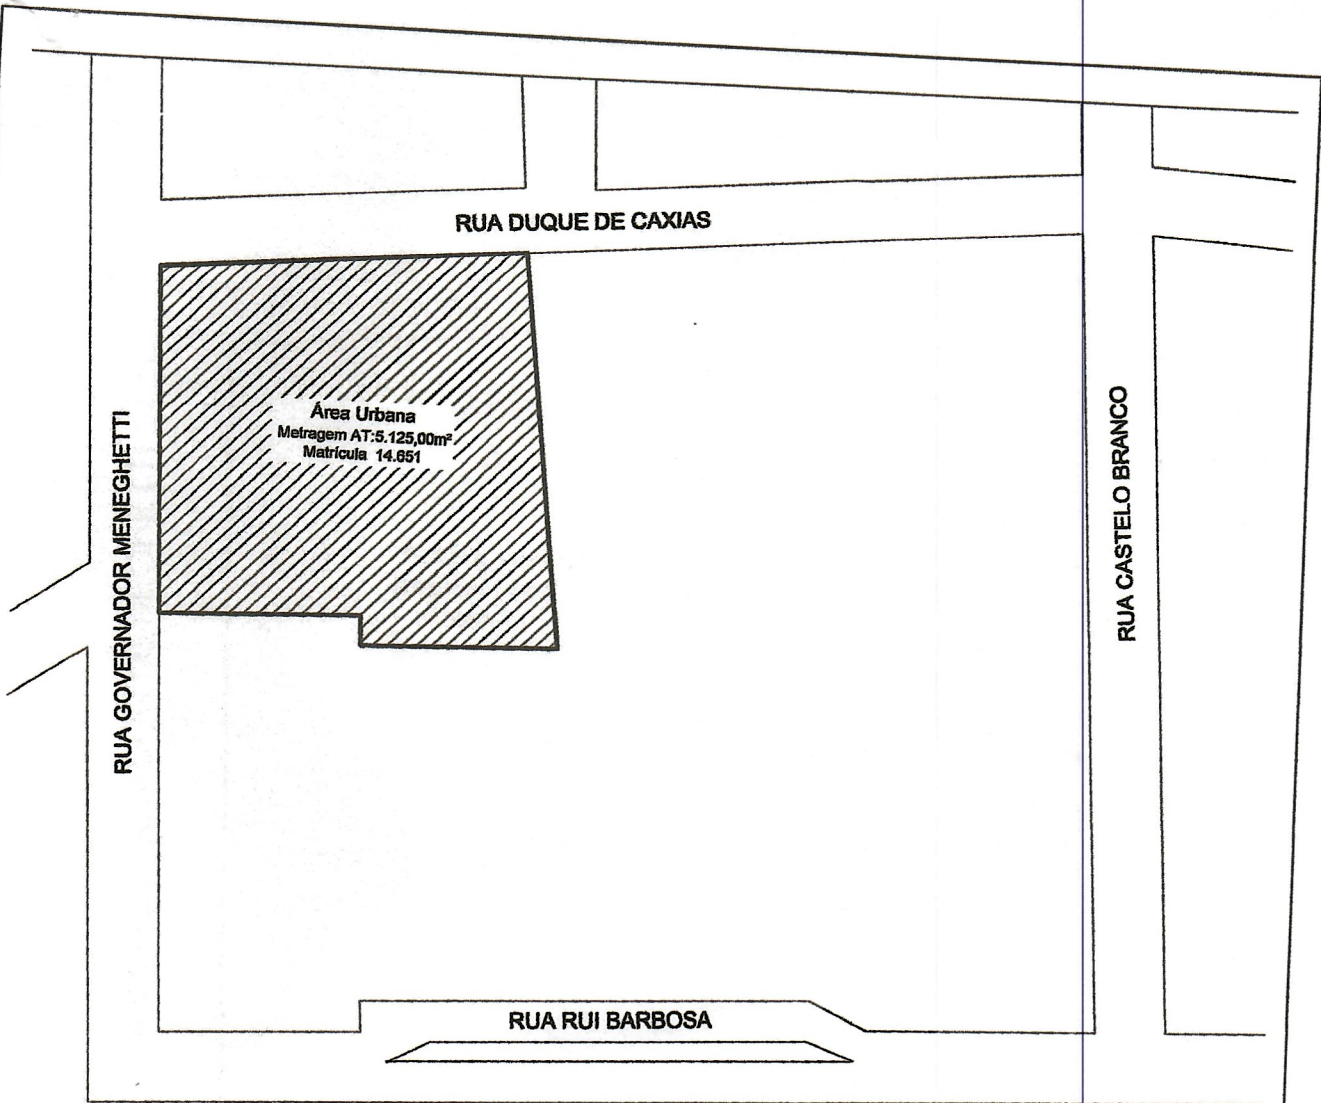 RUA DUQUE DE CAXIAS
Área Urbana
Metragem AT:5.125,00m²
Matrícula 14.651
RUA GOVERNADOR MENEGHETTI
RUA CASTELO BRANCO
RUA RUI BARBOSA